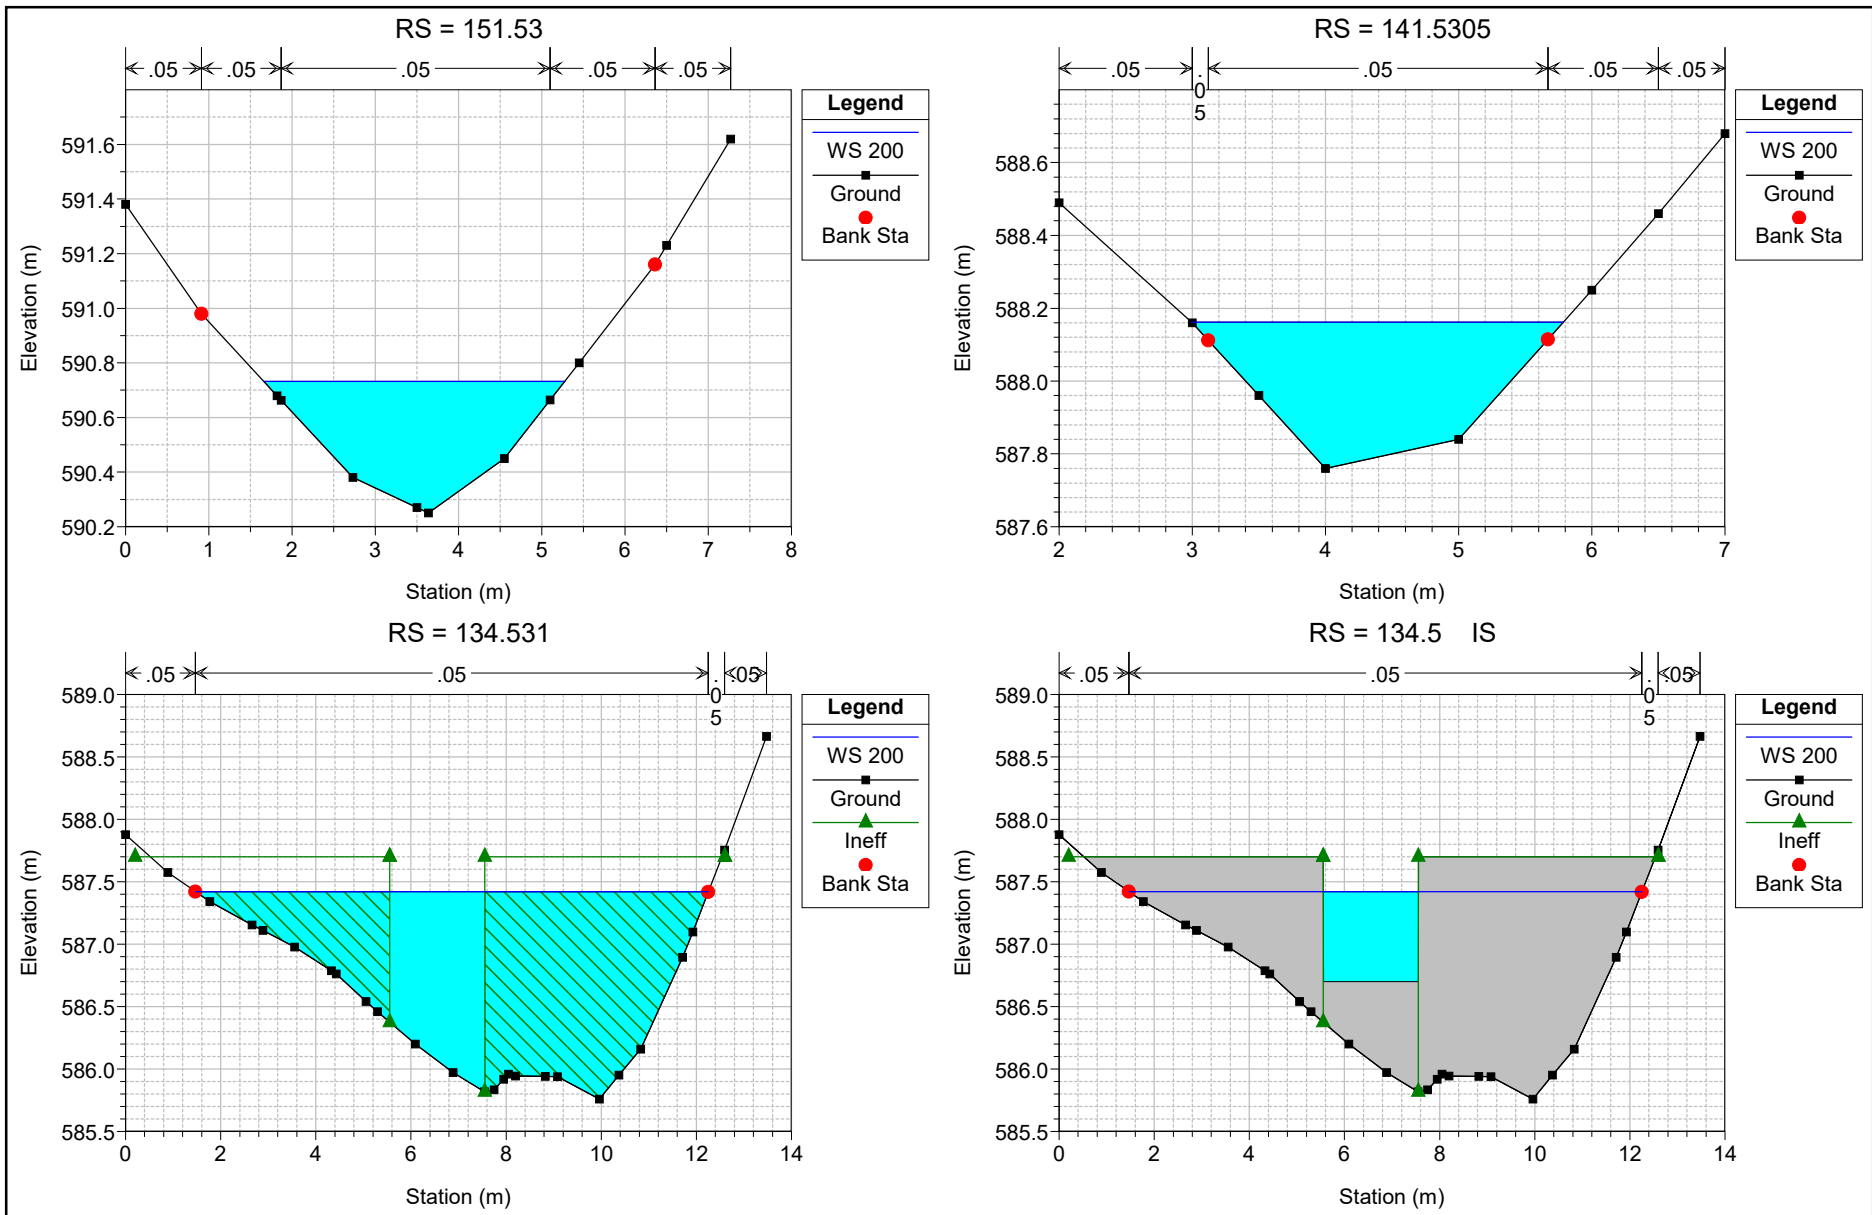 RS = 151.53
.05 .05 .05 .05 .05
Legend
WS 200
Ground
Bank Sta
Elevation (m)
591.6
591.4
591.2
591.0
590.8
590.6
590.4
590.2
0 1 2 3 4 5 6 7 8
Station (m)
RS = 141.5305
.05 .05 .05 .05 .05
Legend
WS 200
Ground
Bank Sta
Elevation (m)
588.6
588.4
588.2
588.0
587.8
587.6
2 3 4 5 6 7
Station (m)
RS = 134.531
.05 .05 .05 .05
Legend
WS 200
Ground
Ineff
Bank Sta
Elevation (m)
589.0
588.5
588.0
587.5
587.0
586.5
586.0
585.5
0 2 4 6 8 10 12 14
Station (m)
RS = 134.5 IS
.05 .05 .05 .05
Legend
WS 200
Ground
Ineff
Bank Sta
Elevation (m)
589.0
588.5
588.0
587.5
587.0
586.5
586.0
585.5
0 2 4 6 8 10 12 14
Station (m)